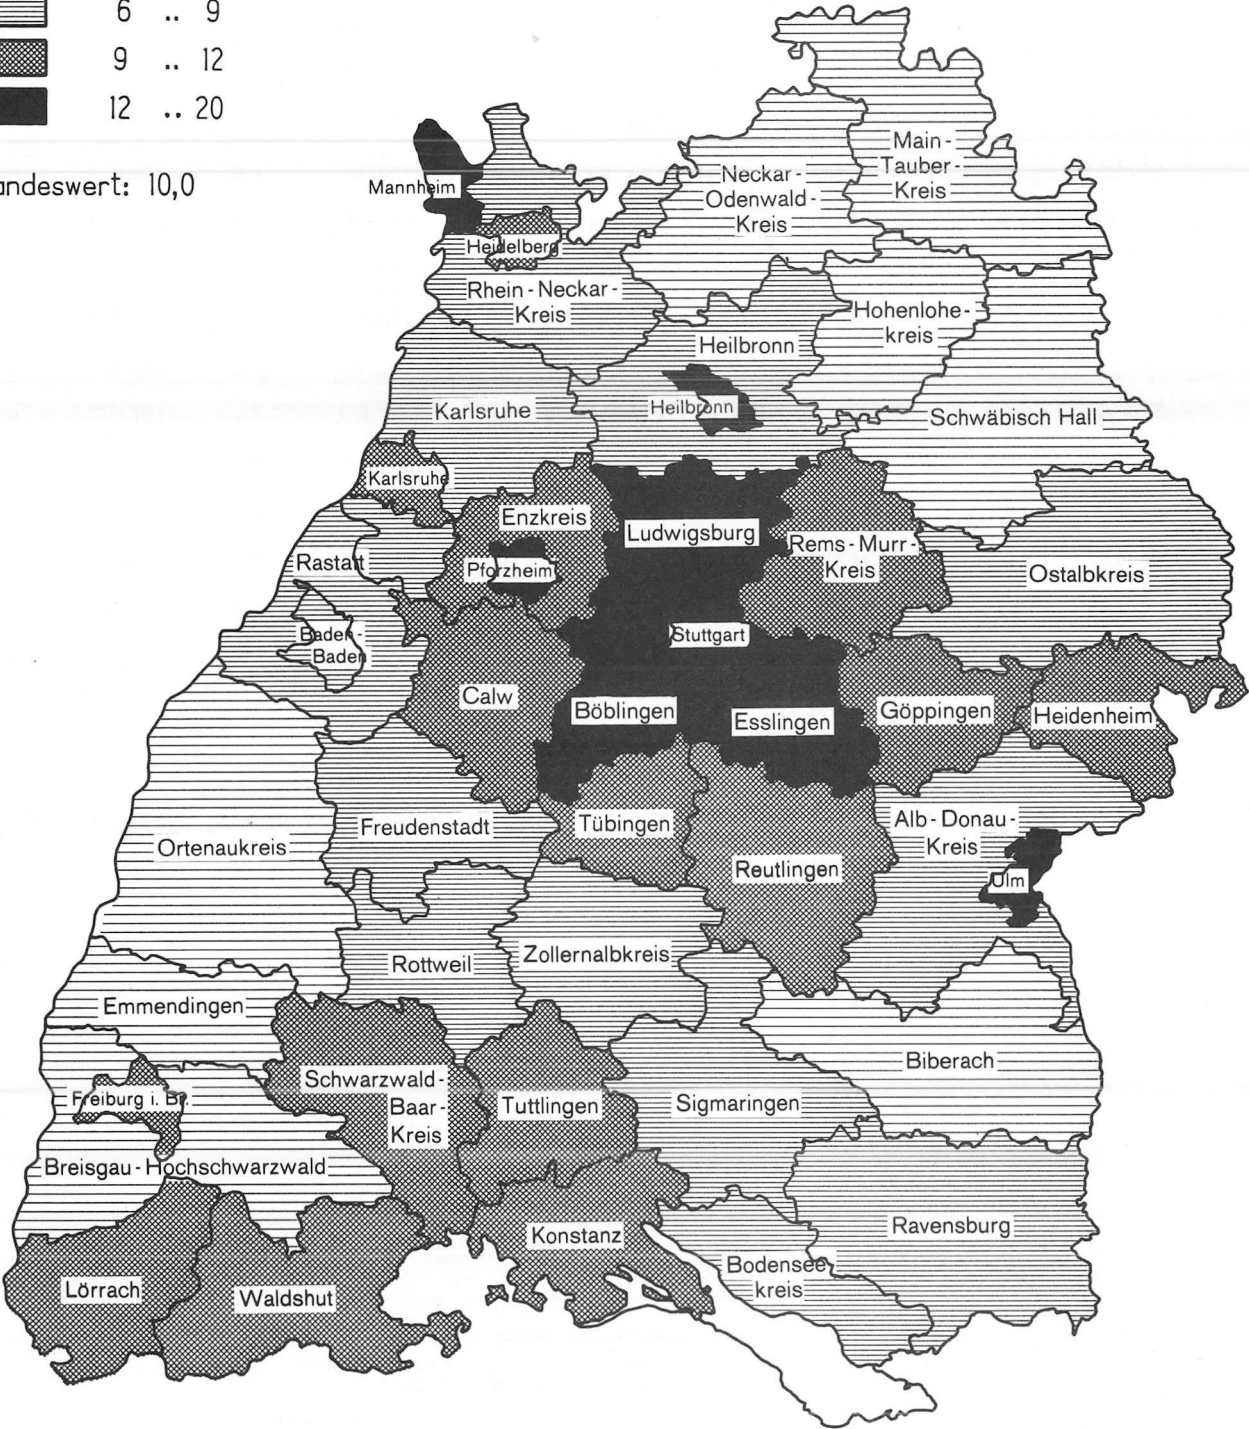 6 .. 9
9 .. 12
12 .. 20
andeswert: 10,0
Main-
Tauber-
Kreis
Neckar-
Odenwald-
Kreis
Mannheim
Heidelberg
Rhein-Neckar-
Kreis
Hohenlohe-
kreis
Heilbronn
Heilbronn
Karlsruhe
Schwäbisch Hall
Karlsruhe
Enzkreis
Ludwigsburg
Rems-Murr-
Kreis
Rastatt
Pforzheim
Ostalbkreis
Baden-
Baden
Stuttgart
Calw
Böblingen
Esslingen
Göppingen
Heidenheim
Freudenstadt
Tübingen
Alb-Donau-
Kreis
Ortenaukreis
Reutlingen
Ulm
Rottweil
Zollernalbkreis
Emmendingen
Biberach
Schwarzwald-
Baar-
Kreis
Freiburg i. Br.
Tuttlingen
Sigmaringen
Breisgau-Hochschwarzwald
Konstanz
Ravensburg
Bodensee
kreis
Lörrach
Waldshut